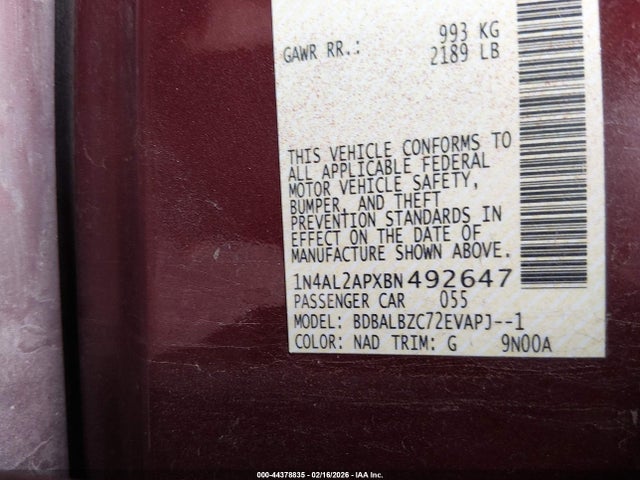 GAWR RR.: 993 KG
2189 LB
THIS VEHICLE CONFORMS TO
ALL APPLICABLE FEDERAL
MOTOR VEHICLE SAFETY,
BUMPER, AND THEFT
PREVENTION STANDARDS IN
EFFECT ON THE DATE OF
MANUFACTURE SHOWN ABOVE.
1N4AL2APXBN492647
PASSENGER CAR 055
MODEL: BDBALBZC72EVAPJ--1
COLOR: NAD TRIM: G 9N00A
000-44378835 - 02/16/2026 - IAA Inc.